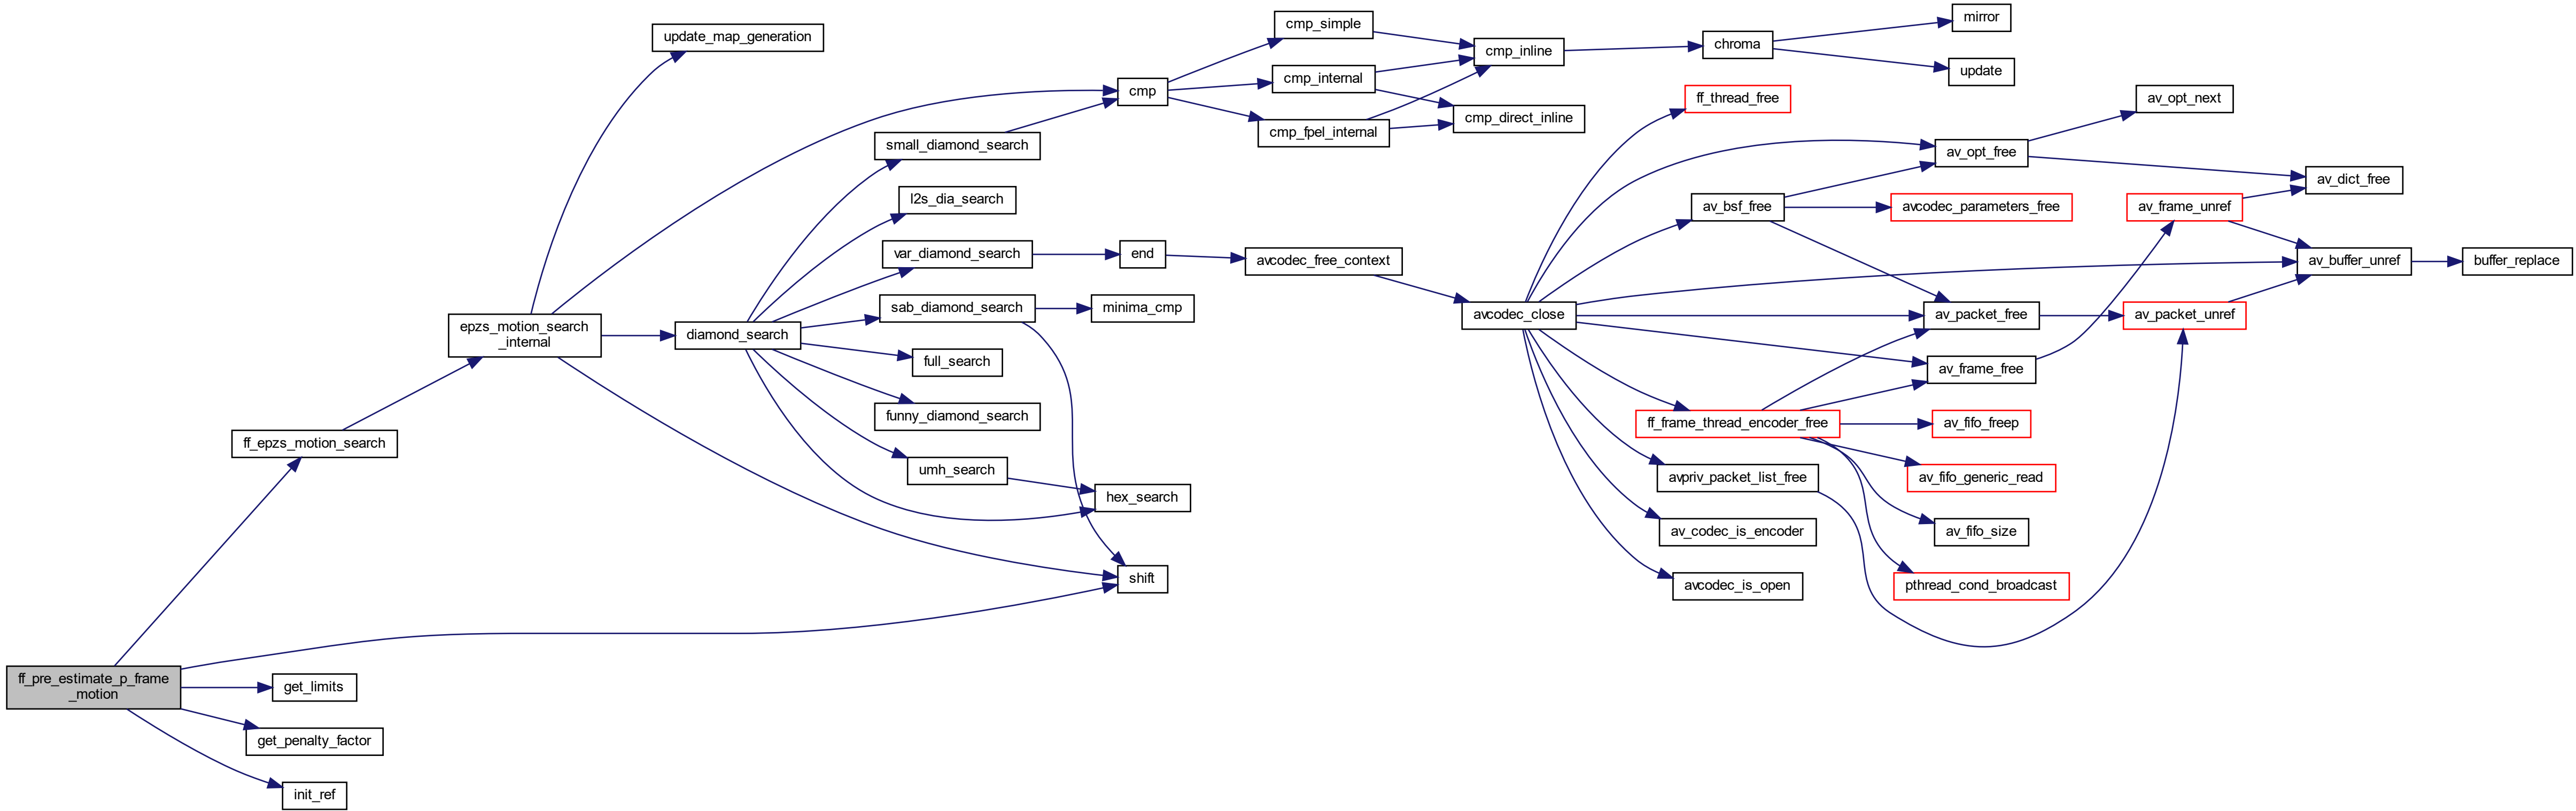 ff_pre_estimate_p_frame
_motion
ff_epzs_motion_search
get_limits
get_penalty_factor
init_ref
epzs_motion_search
_internal
update_map_generation
diamond_search
small_diamond_search
l2s_dia_search
var_diamond_search
sab_diamond_search
full_search
funny_diamond_search
umh_search
cmp
end
minima_cmp
hex_search
shift
cmp_simple
cmp_internal
cmp_fpel_internal
avcodec_free_context
cmp_inline
cmp_direct_inline
avcodec_close
chroma
ff_thread_free
av_bsf_free
ff_frame_thread_encoder_free
avpriv_packet_list_free
av_codec_is_encoder
avcodec_is_open
mirror
update
av_opt_free
avcodec_parameters_free
av_packet_free
av_frame_free
av_fifo_freep
av_fifo_generic_read
av_fifo_size
pthread_cond_broadcast
av_opt_next
av_frame_unref
av_packet_unref
av_dict_free
av_buffer_unref
buffer_replace